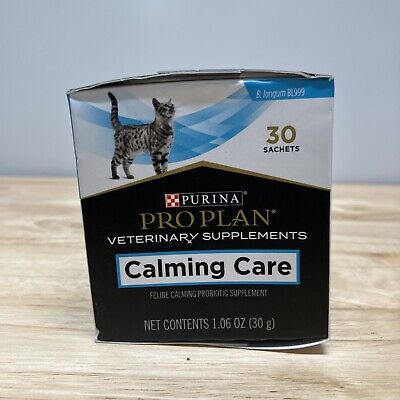 B. longum BL999
30
SACHETS
PURINA
PRO PLAN®
VETERINARY SUPPLEMENTS
Calming Care
FELINE CALMING PROBIOTIC SUPPLEMENT
NET CONTENTS 1.06 OZ (30 g)